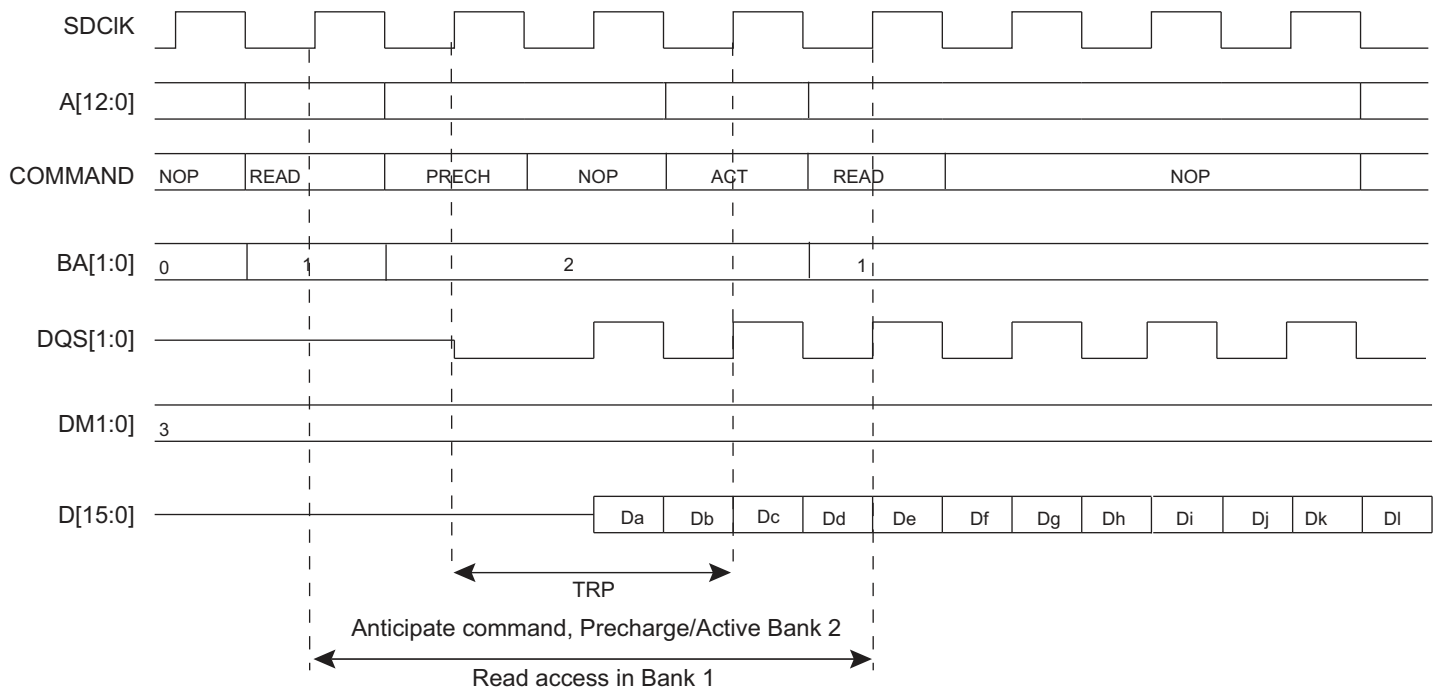 SDClK
A[12:0]
COMMAND NOP READ PRECH NOP ACT READ NOP
BA[1:0] 0 1 2 1
DQS[1:0]
DM1:0] 3
D[15:0] Da Db Dc Dd De Df Dg Dh Di Dj Dk Dl
TRP
Anticipate command, Precharge/Active Bank 2
Read access in Bank 1